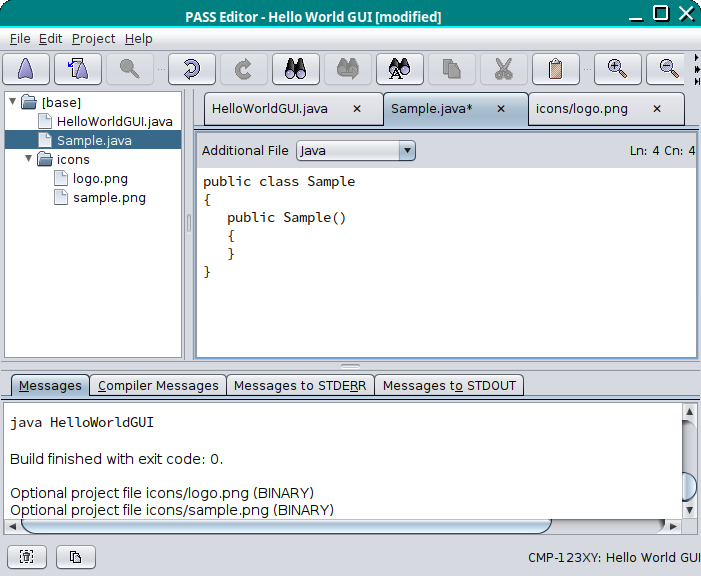 PASS Editor - Hello World GUI [modified]
File Edit Project Help
[base]
HelloWorldGUI.java
Sample.java
icons
logo.png
sample.png
HelloWorldGUI.java × Sample.java* × icons/logo.png ×
Additional File Java Ln: 4 Cn: 4
public class Sample
{
public Sample()
{
}
}
Messages Compiler Messages Messages to STDERR Messages to STDOUT
java HelloWorldGUI
Build finished with exit code: 0.
Optional project file icons/logo.png (BINARY)
Optional project file icons/sample.png (BINARY)
CMP-123XY: Hello World GUI